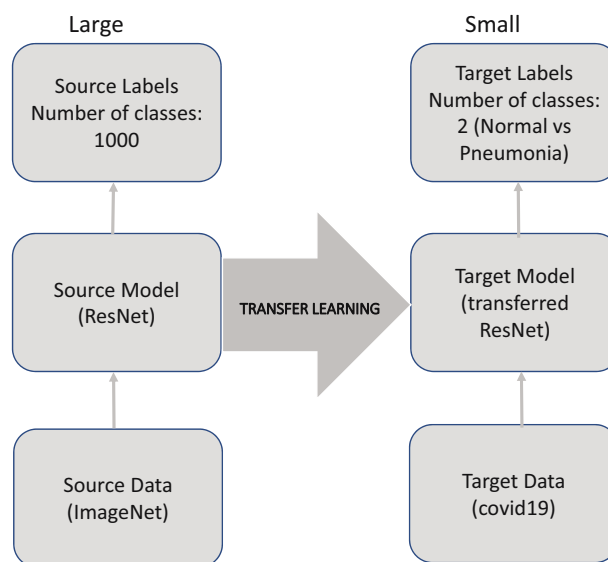 Large
Small
Source Labels
Number of classes:
1000
Target Labels
Number of classes:
2 (Normal vs
Pneumonia)
Source Model
(ResNet)
TRANSFER LEARNING
Target Model
(transferred
ResNet)
Source Data
(ImageNet)
Target Data
(covid19)